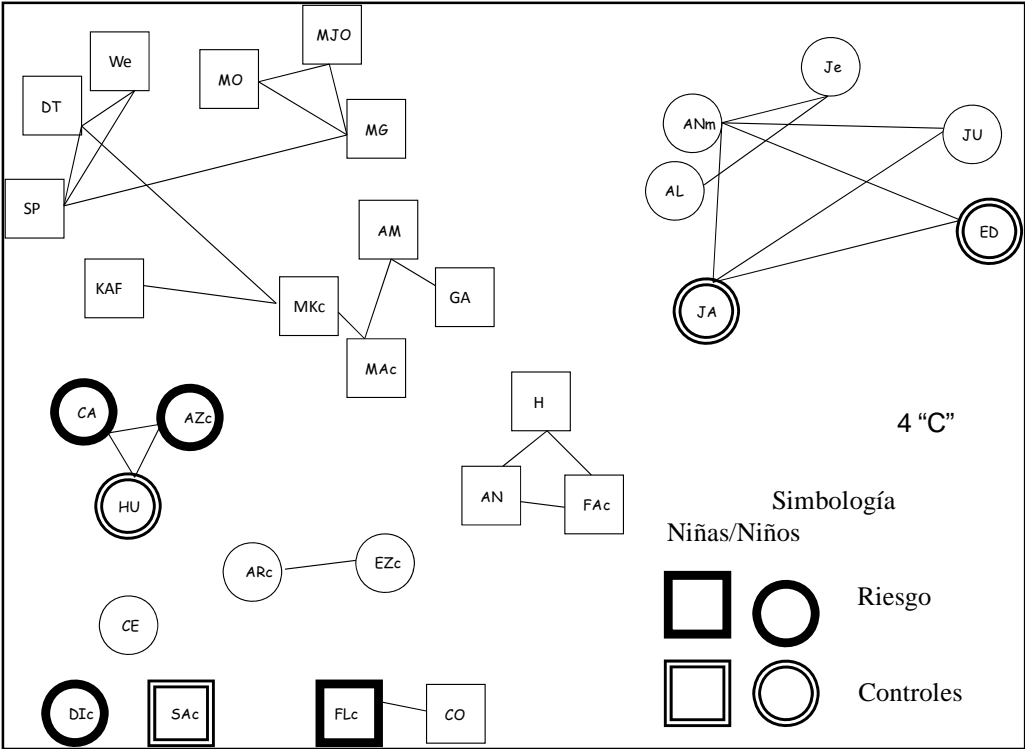 MJO
We
MO
Je
DT
MG
ANm
JU
AL
SP
AM
ED
KAF
MKc
GA
JA
MAc
CA
AZc
H
4 “C”
AN
FAc
HU
Simbología
Niñas/Niños
ARc
EZc
Riesgo
CE
Controles
DIc
SAc
FLc
CO